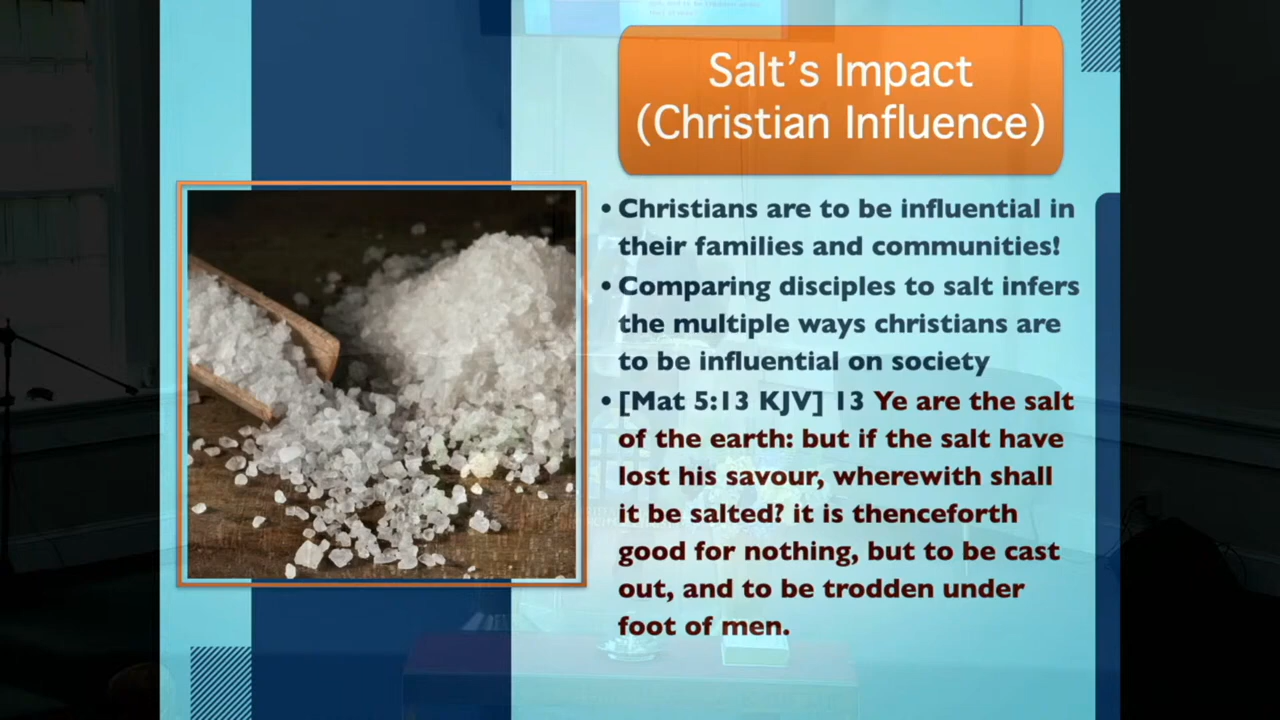 Salt's Impact
(Christian Influence)
• Christians are to be influential in
their families and communities!
• Comparing disciples to salt infers
the multiple ways christians are
to be influential on society
• [Mat 5:13 KJV] 13 Ye are the salt
of the earth: but if the salt have
lost his savour, wherewith shall
it be salted? it is thenceforth
good for nothing, but to be cast
out, and to be trodden under
foot of men.